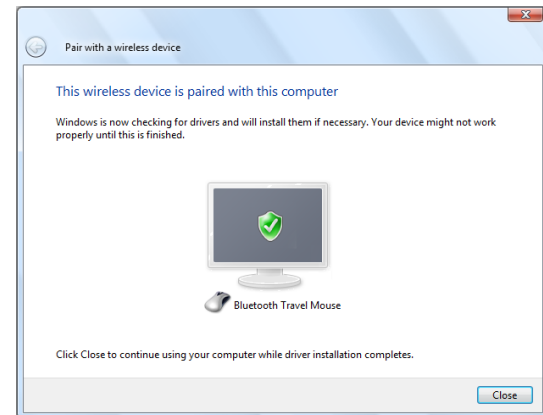 Pair with a wireless device
This wireless device is paired with this computer
Windows is now checking for drivers and will install them if necessary. Your device might not work
properly until this is finished.
Bluetooth Travel Mouse
Click Close to continue using your computer while driver installation completes.
Close